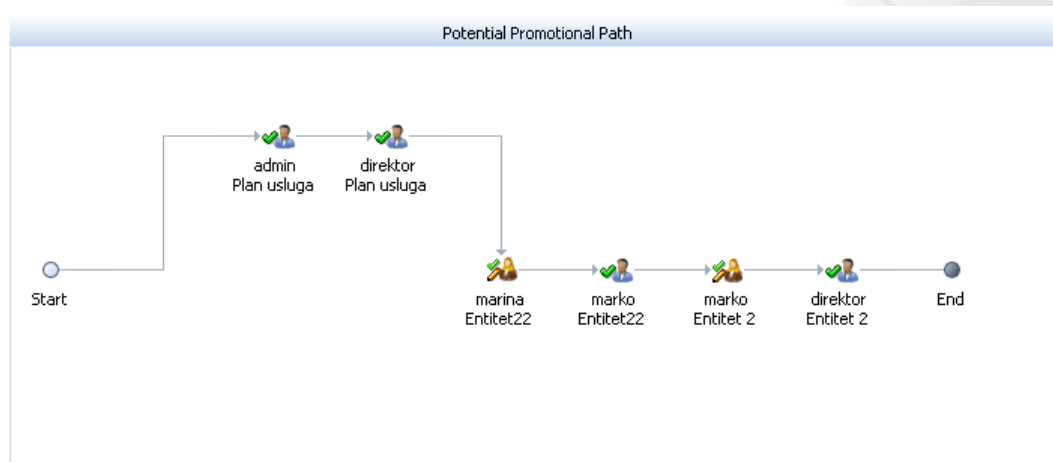 Potential Promotional Path
admin
Plan usluga
direktor
Plan usluga
Start
marina
Entitet22
marko
Entitet22
marko
Entitet 2
direktor
Entitet 2
End